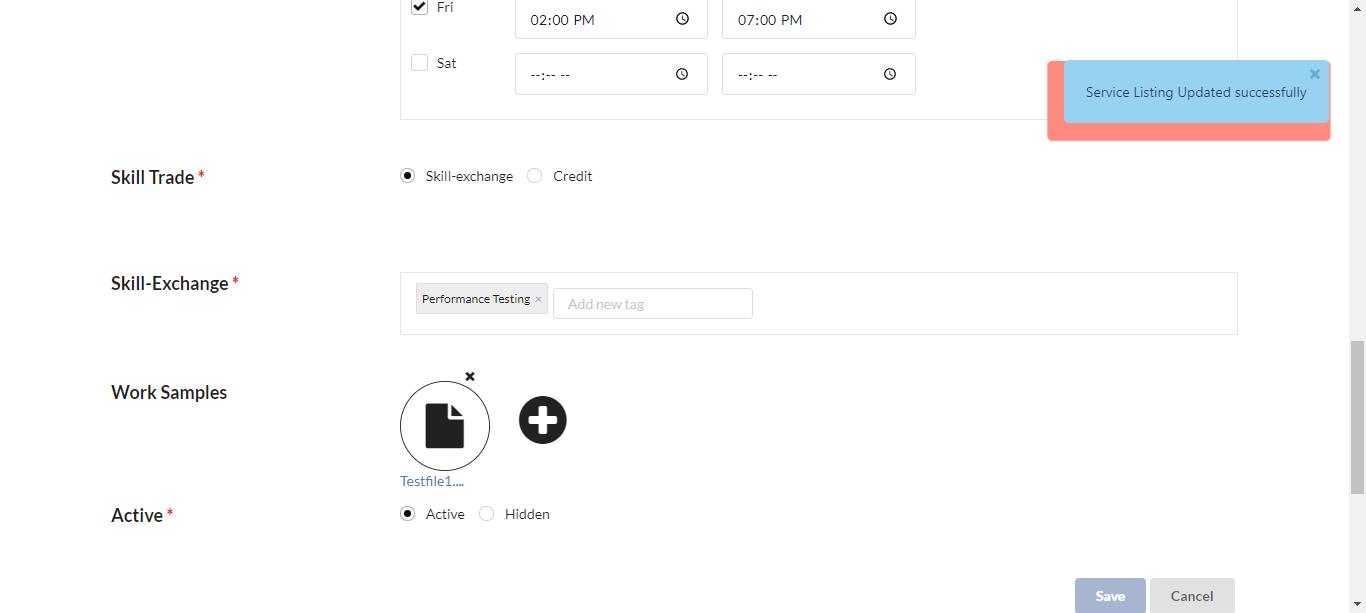 Fri
02:00 PM
07:00 PM
Sat
--:-- --
--:-- --
×
Service Listing Updated successfully
Skill Trade *
Skill-exchange
Credit
Skill-Exchange *
Performance Testing ×
Add new tag
Work Samples
Testfile1....
Active *
Active
Hidden
Save
Cancel